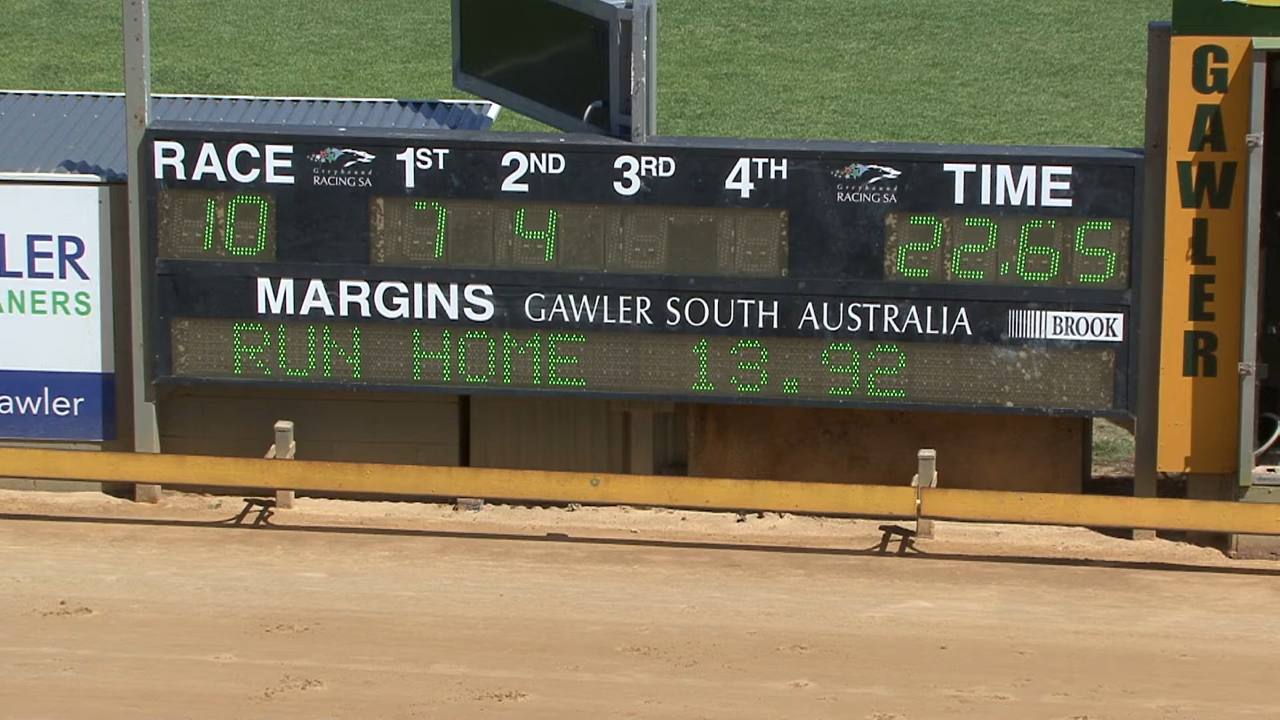 RACE
Greyhound
RACING SA
1ST
2ND
3RD
4TH
Greyhound
RACING SA
TIME
10
7
4
22.65
MARGINS
GAWLER SOUTH AUSTRALIA
BROOK
RUN HOME 13.92
LER
ANERS
awler
GAWLER